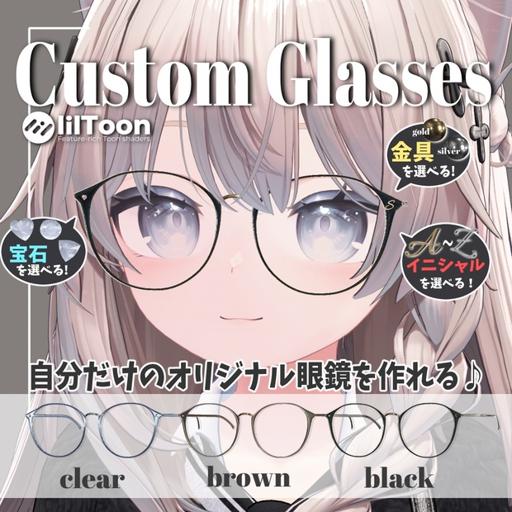 Custom Glasses
lilToon
Feature-rich Toon shaders
gold
silver
金具
を選べる!
宝石
を選べる!
A~Z
イニシャル
を選べる!
S
自分だけのオリジナル眼鏡を作れる♪
clear
brown
black